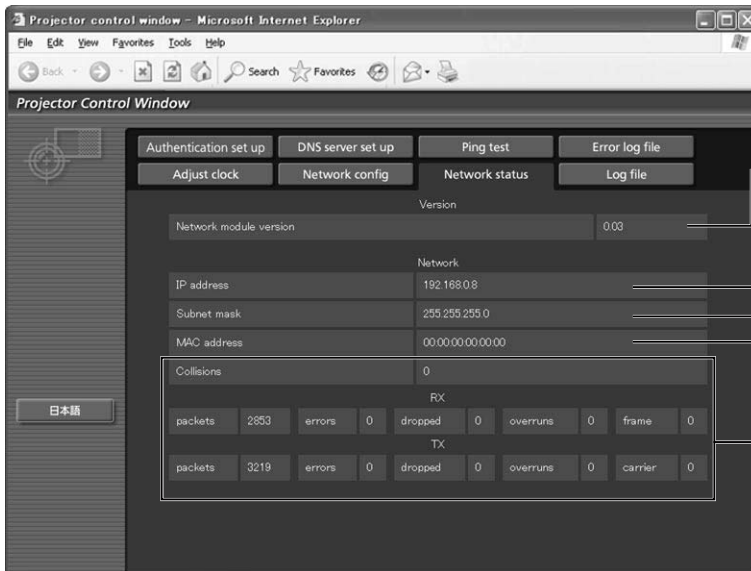 Projector control window - Microsoft Internet Explorer
File Edit View Favorites Tools Help
Back Search Favorites
Projector Control Window
Authentication set up DNS server set up Ping test Error log file
Adjust clock Network config Network status Log file
Version
Network module version 0.03
Network
IP address 192.168.0.8
Subnet mask 255.255.255.0
MAC address 00:00:00:00:00:00
Collisions 0
RX
packets 2853 errors 0 dropped 0 overruns 0 frame 0
TX
packets 3219 errors 0 dropped 0 overruns 0 carrier 0
日本語